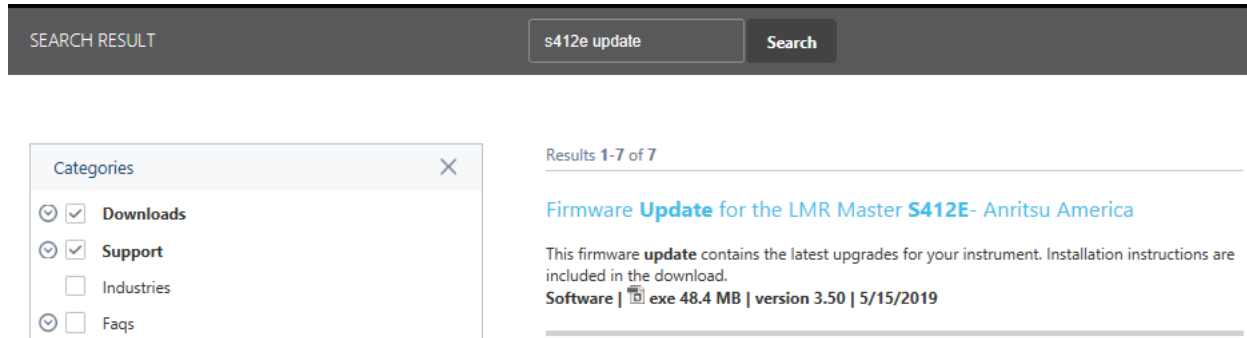 SEARCH RESULT
s412e update
Search
Categories
Downloads
Support
Industries
Faqs
Results 1-7 of 7
Firmware Update for the LMR Master S412E- Anritsu America
This firmware update contains the latest upgrades for your instrument. Installation instructions are
included in the download.
Software | exe 48.4 MB | version 3.50 | 5/15/2019